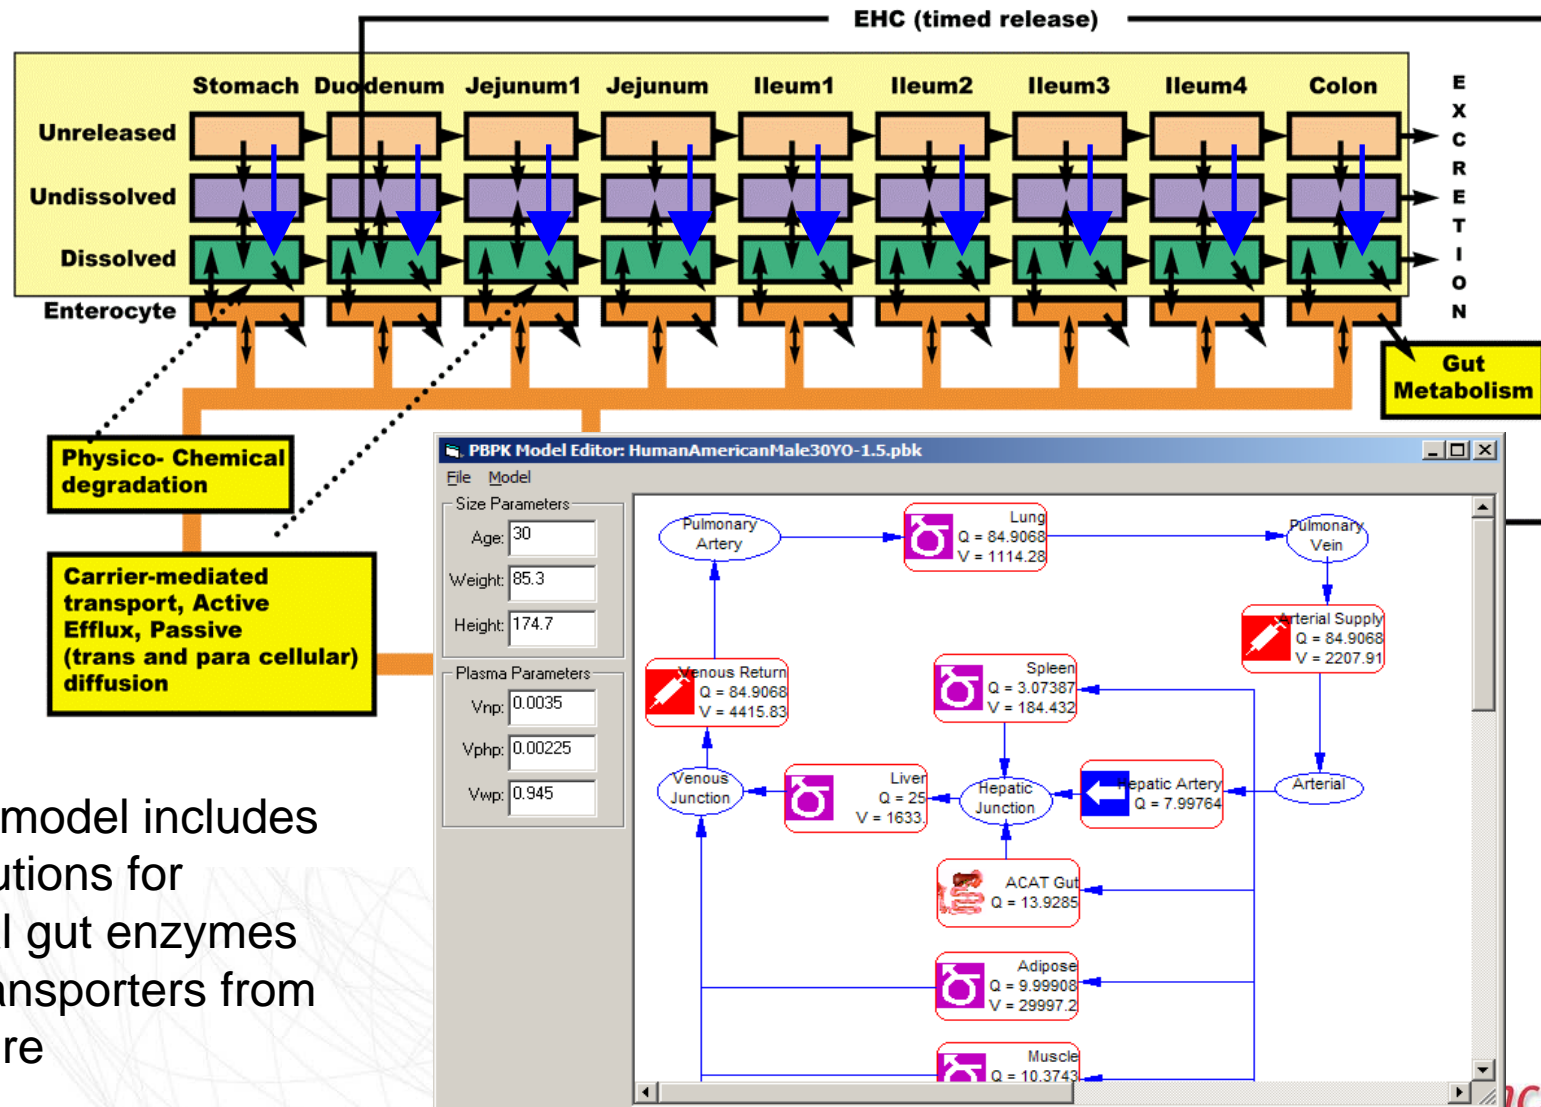 EHC (timed release)
Stomach Duodenum Jejunum1 Jejunum Ileum1 Ileum2 Ileum3 Ileum4 Colon
Unreleased
Undissolved
Dissolved
Enterocyte
EXCRETION
Gut
Metabolism
Physico- Chemical
degradation
Carrier-mediated
transport, Active
Efflux, Passive
(trans and para cellular)
diffusion
PBPK Model Editor: HumanAmericanMale30YO-1.5.pbk
File Model
Size Parameters
Age: 30
Weight: 85.3
Height: 174.7
Plasma Parameters
Vnp: 0.0035
Vphp: 0.00225
Vwp: 0.945
Pulmonary
Artery
Lung
Q = 84.9068
V = 1114.28
Pulmonary
Vein
Arterial Supply
Q = 84.9068
V = 2207.91
Venous Return
Q = 84.9068
V = 4415.83
Spleen
Q = 3.07387
V = 184.432
Venous
Junction
Liver
Q = 25
V = 1633.
Hepatic
Junction
Hepatic Artery
Q = 7.99764
Arterial
ACAT Gut
Q = 13.9285
Adipose
Q = 9.99908
V = 29997.2
Muscle
Q = 10.3743
model includes
utions for
l gut enzymes
ansporters from
re